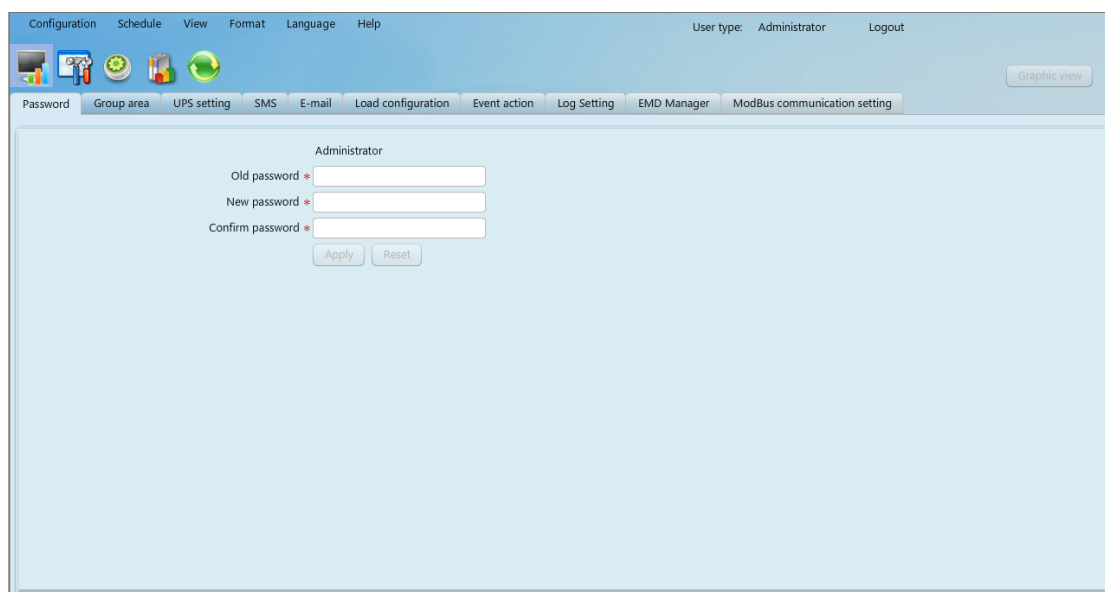 Configuration Schedule View Format Language Help User type: Administrator Logout
Graphic view
Password Group area UPS setting SMS E-mail Load configuration Event action Log Setting EMD Manager ModBus communication setting
Administrator
Old password *
New password *
Confirm password *
Apply Reset